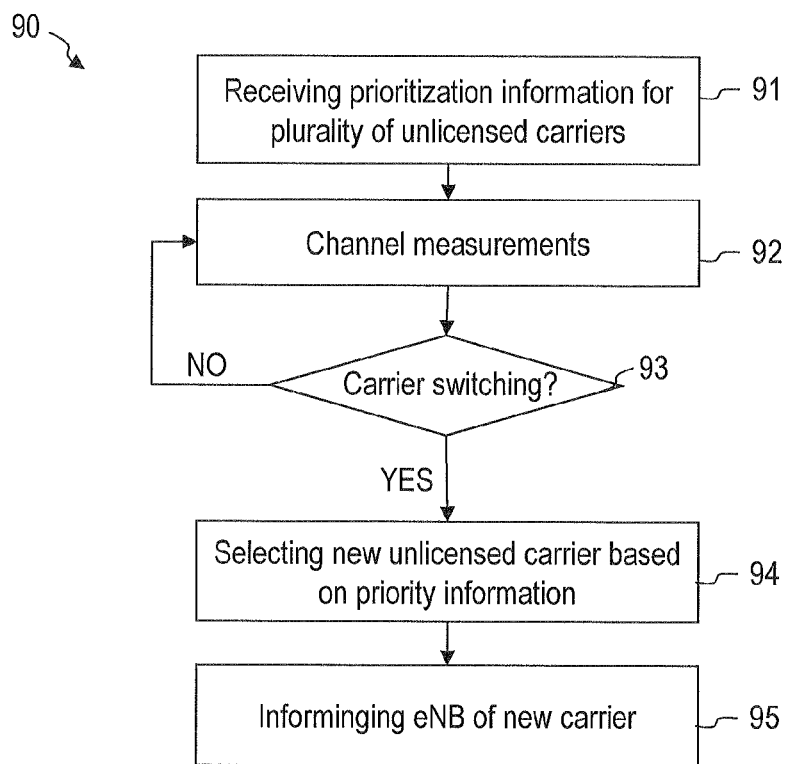 90
Receiving prioritization information for
plurality of unlicensed carriers
91
Channel measurements
92
Carrier switching?
93
NO
YES
Selecting new unlicensed carrier based
on priority information
94
Informinging eNB of new carrier
95